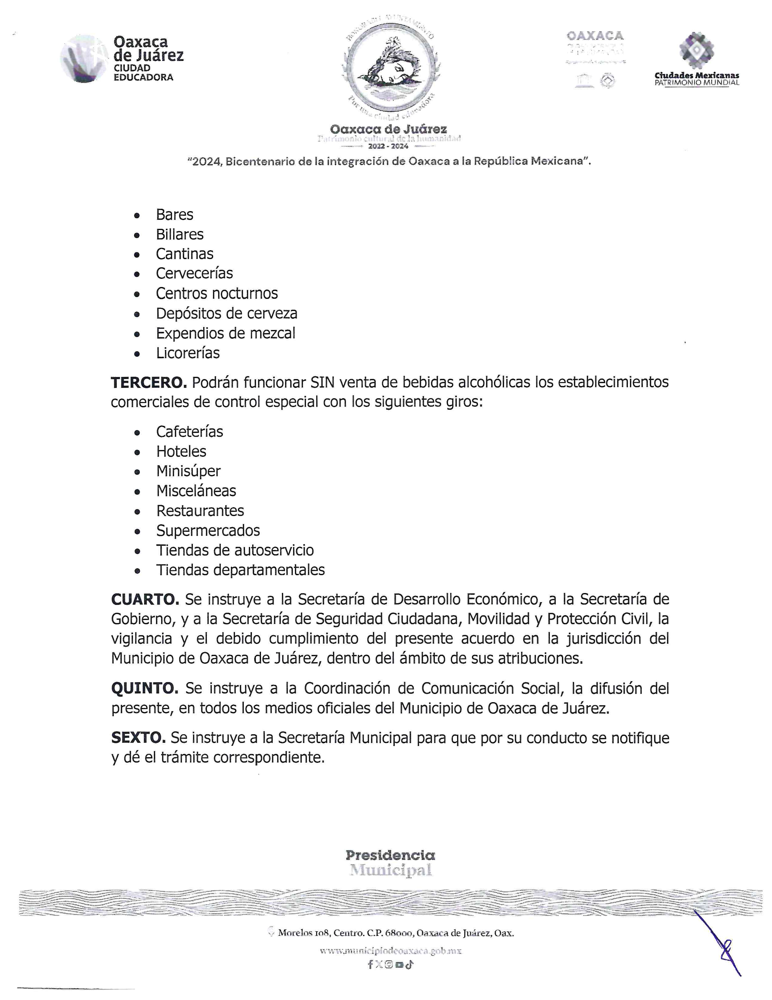 Oaxaca
de Juárez
CIUDAD
EDUCADORA
HONORABLE AYUNTAMIENTO
Por una ciudad educadora
Oaxaca de Juárez
Patrimonio cultural de la humanidad
2022 - 2024
OAXACA
Ciudades Mexicanas
PATRIMONIO MUNDIAL
“2024, Bicentenario de la integración de Oaxaca a la República Mexicana”.
• Bares
• Billares
• Cantinas
• Cervecerías
• Centros nocturnos
• Depósitos de cerveza
• Expendios de mezcal
• Licorerías
TERCERO. Podrán funcionar SIN venta de bebidas alcohólicas los establecimientos
comerciales de control especial con los siguientes giros:
• Cafeterías
• Hoteles
• Minisúper
• Misceláneas
• Restaurantes
• Supermercados
• Tiendas de autoservicio
• Tiendas departamentales
CUARTO. Se instruye a la Secretaría de Desarrollo Económico, a la Secretaría de
Gobierno, y a la Secretaría de Seguridad Ciudadana, Movilidad y Protección Civil, la
vigilancia y el debido cumplimiento del presente acuerdo en la jurisdicción del
Municipio de Oaxaca de Juárez, dentro del ámbito de sus atribuciones.
QUINTO. Se instruye a la Coordinación de Comunicación Social, la difusión del
presente, en todos los medios oficiales del Municipio de Oaxaca de Juárez.
SEXTO. Se instruye a la Secretaría Municipal para que por su conducto se notifique
y dé el trámite correspondiente.
Presidencia
Municipal
Morelos 108, Centro. C.P. 68000, Oaxaca de Juárez, Oax.
www.municipiodeoaxaca.gob.mx